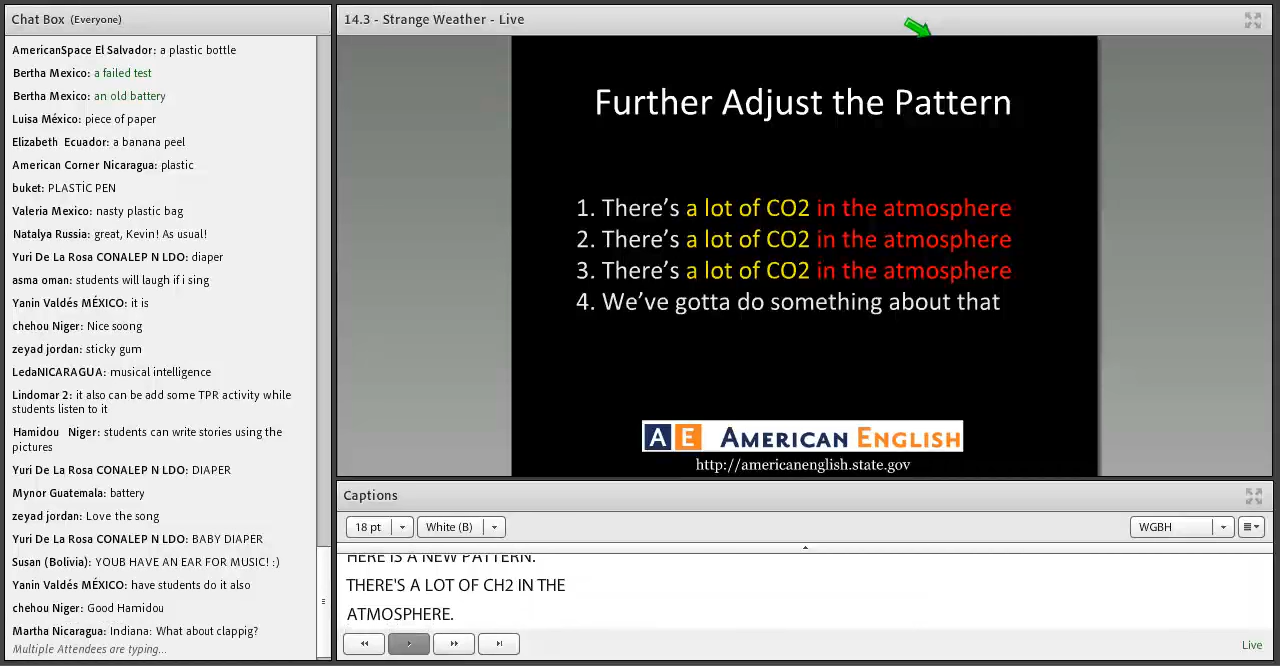 Chat Box (Everyone)
AmericanSpace El Salvador: a plastic bottle
Bertha Mexico: a failed test
Bertha Mexico: an old battery
Luisa México: piece of paper
Elizabeth Ecuador: a banana peel
American Corner Nicaragua: plastic
buket: PLASTİC PEN
Valeria Mexico: nasty plastic bag
Natalya Russia: great, Kevin! As usual!
Yuri De La Rosa CONALEP N LDO: diaper
asma oman: students will laugh if i sing
Yanin Valdés MÉXICO: it is
chehou Niger: Nice soong
zeyad jordan: sticky gum
LedaNICARAGUA: musical intelligence
Lindomar 2: it also can be add some TPR activity while
students listen to it
Hamidou Niger: students can write stories using the
pictures
Yuri De La Rosa CONALEP N LDO: DIAPER
Mynor Guatemala: battery
zeyad jordan: Love the song
Yuri De La Rosa CONALEP N LDO: BABY DIAPER
Susan (Bolivia): YOUB HAVE AN EAR FOR MUSIC! :)
Yanin Valdés MÉXICO: have students do it also
chehou Niger: Good Hamidou
Martha Nicaragua: Indiana: What about clappig?
Multiple Attendees are typing...
14.3 - Strange Weather - Live
Further Adjust the Pattern
1. There's a lot of CO2 in the atmosphere
2. There's a lot of CO2 in the atmosphere
3. There's a lot of CO2 in the atmosphere
4. We've gotta do something about that
AE AMERICAN ENGLISH
http://americanenglish.state.gov
Captions
18 pt White (B) WGBH
HERE IS A NEW PATTERN.
THERE'S A LOT OF CH2 IN THE
ATMOSPHERE.
Live